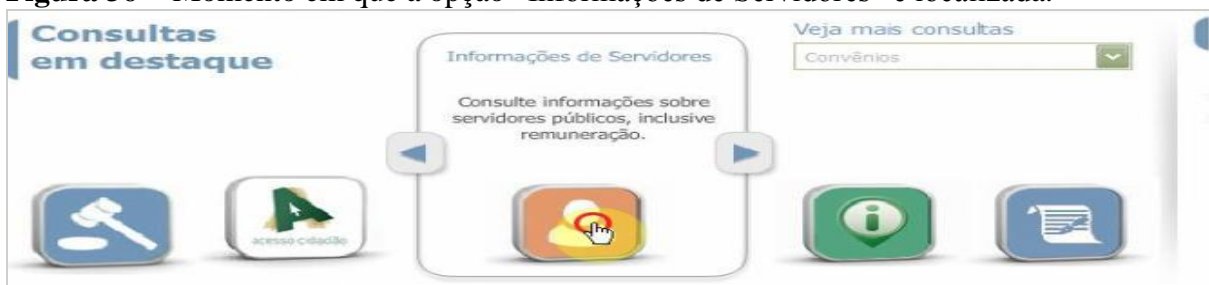 Consultas
em destaque
Informações de Servidores
Consulte informações sobre
servidores públicos, inclusive
remuneração.
Veja mais consultas
Convênios
A
acesso cidadão